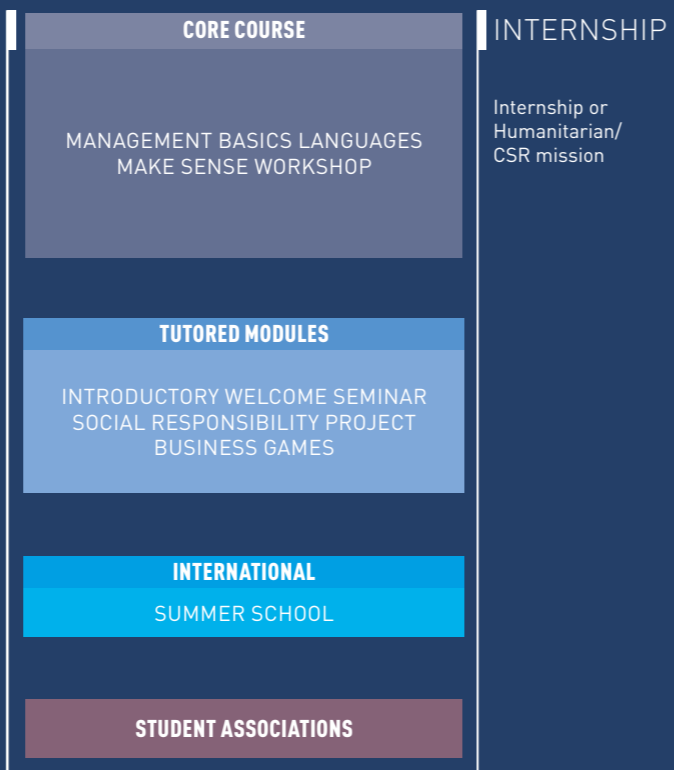 CORE COURSE
MANAGEMENT BASICS LANGUAGES
MAKE SENSE WORKSHOP
TUTORED MODULES
INTRODUCTORY WELCOME SEMINAR
SOCIAL RESPONSIBILITY PROJECT
BUSINESS GAMES
INTERNATIONAL
SUMMER SCHOOL
STUDENT ASSOCIATIONS
INTERNSHIP
Internship or
Humanitarian/
CSR mission